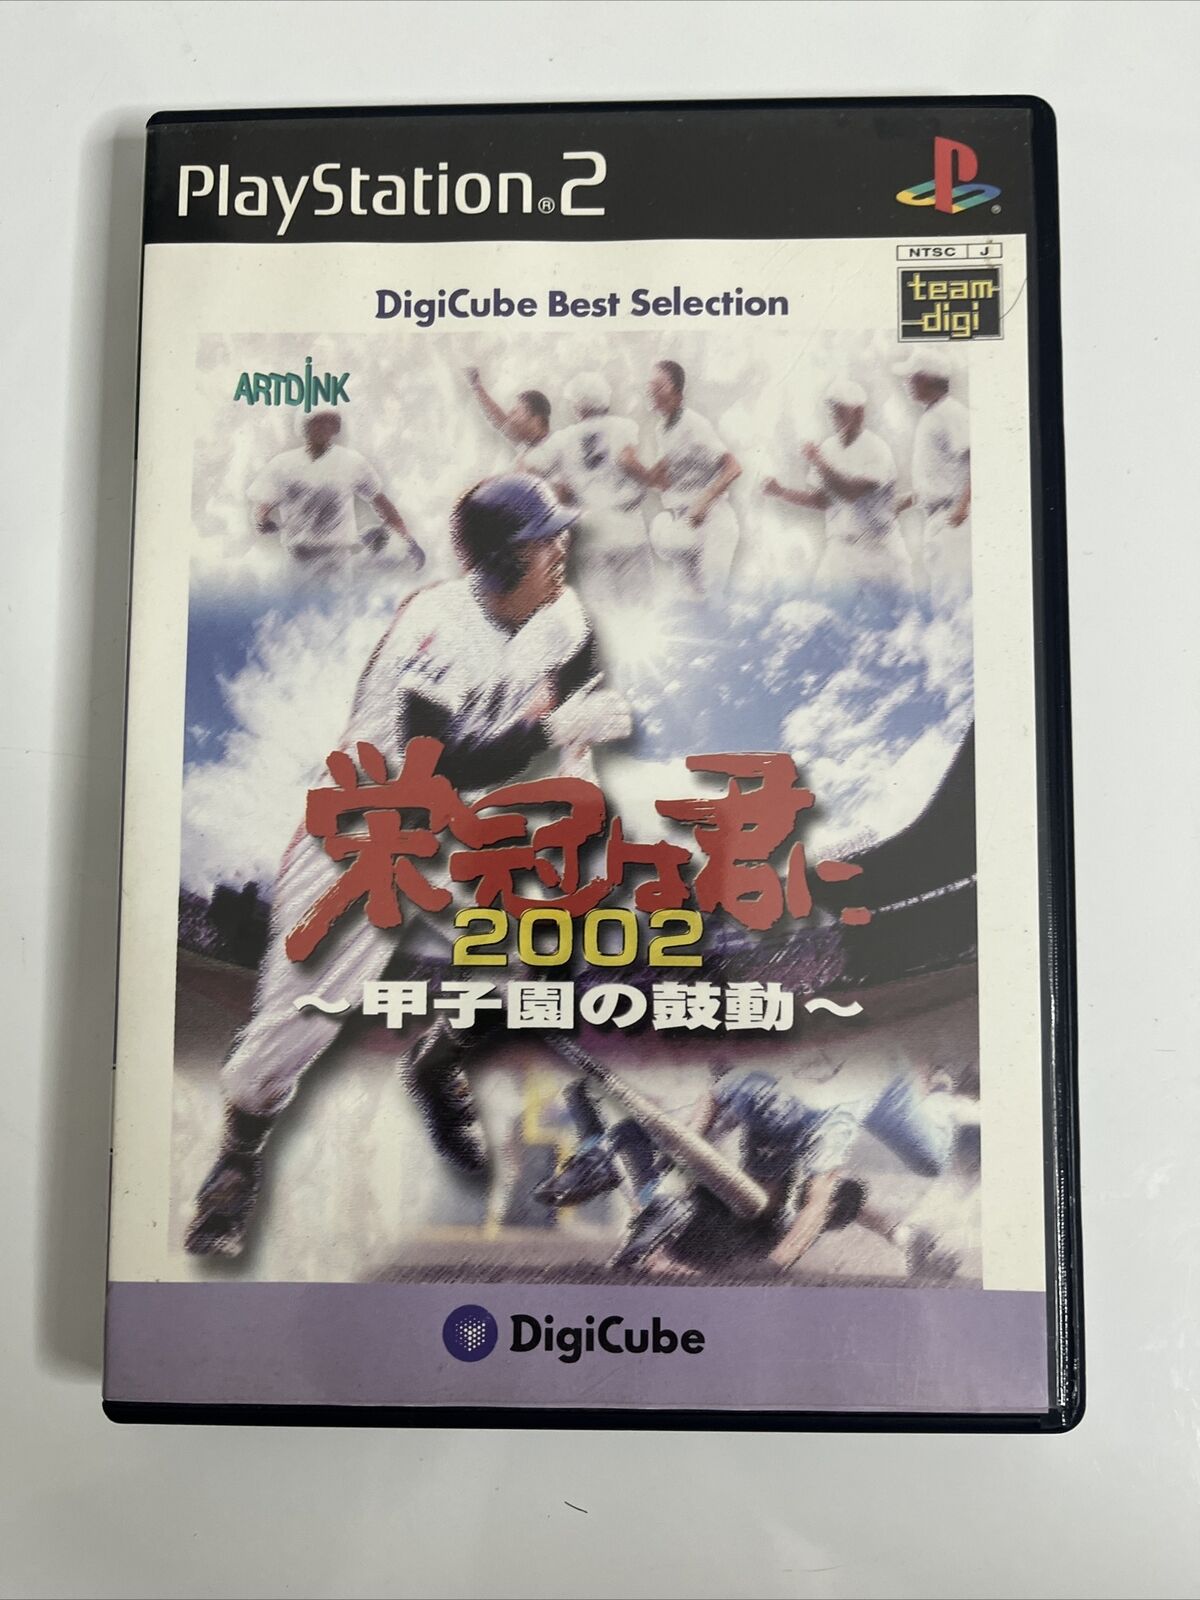 PlayStation®2
NTSC J
team
digi
DigiCube Best Selection
ARTDINK
栄冠は君に
2002
～甲子園の鼓動～
DigiCube